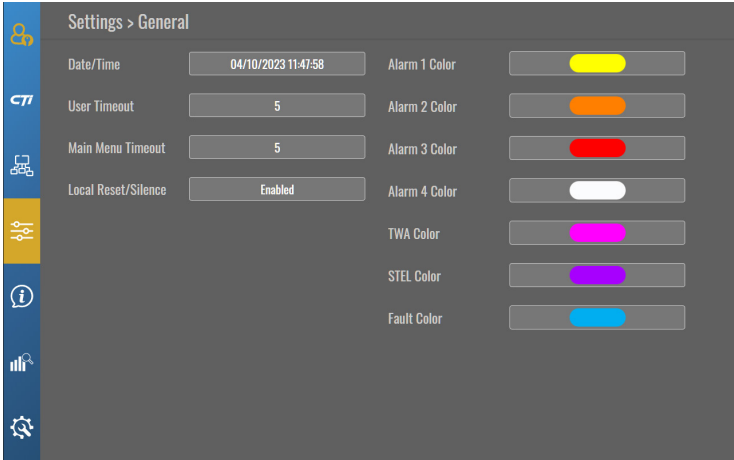 Settings > General
CTI
Date/Time
04/10/2023 11:47:58
User Timeout
5
Main Menu Timeout
5
Local Reset/Silence
Enabled
Alarm 1 Color
Alarm 2 Color
Alarm 3 Color
Alarm 4 Color
TWA Color
STEL Color
Fault Color